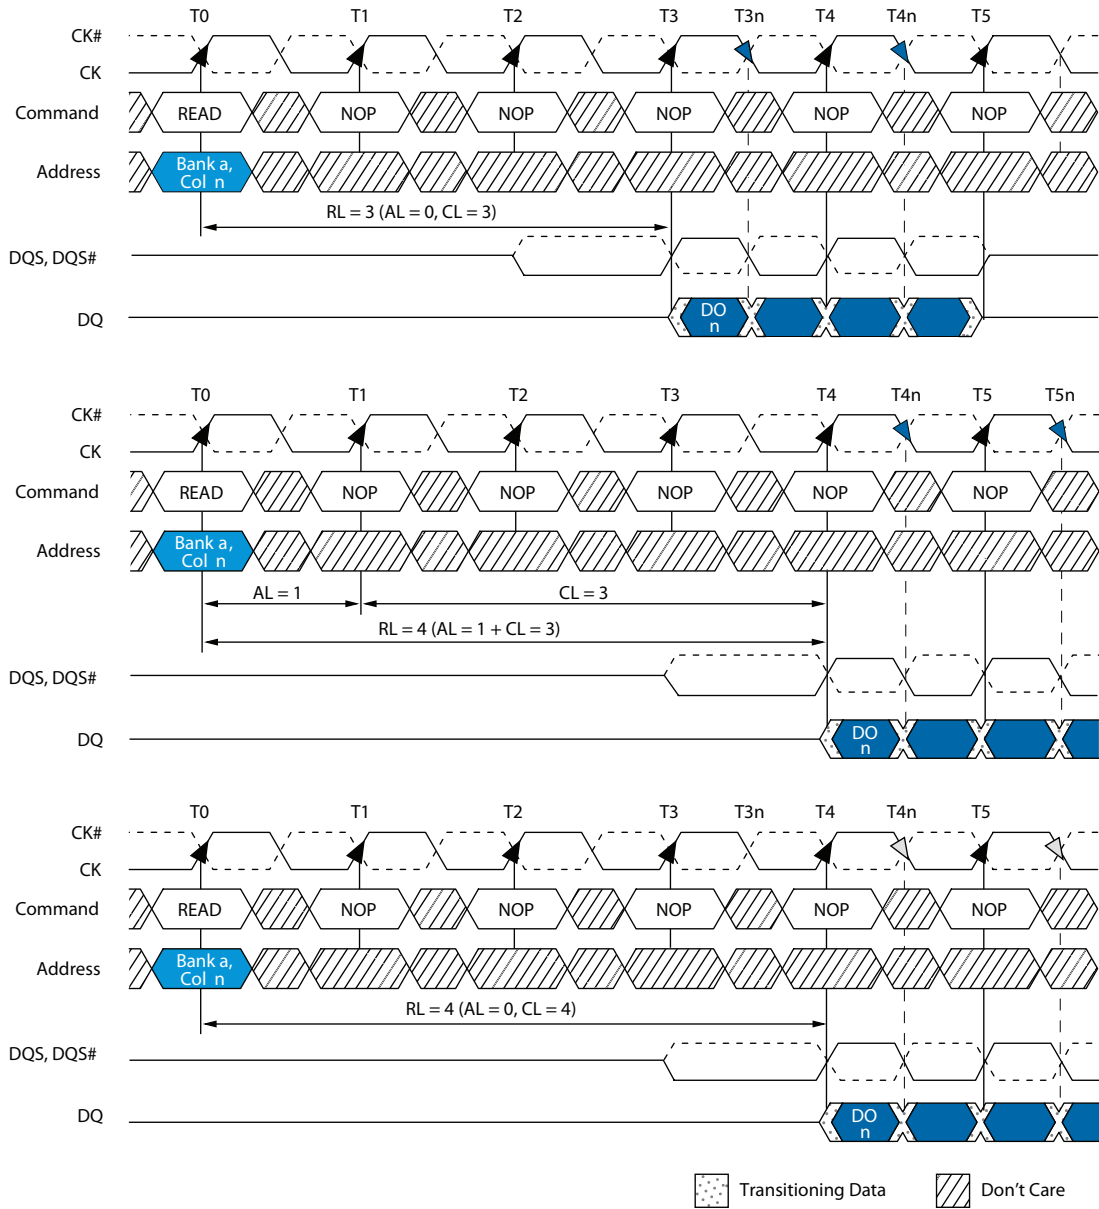 T0 T1 T2 T3 T3n T4 T4n T5
CK#
CK
Command READ NOP NOP NOP NOP NOP
Address Bank a,
Col n
RL = 3 (AL = 0, CL = 3)
DQS, DQS#
DQ DO
n
T0 T1 T2 T3 T4 T4n T5 T5n
CK#
CK
Command READ NOP NOP NOP NOP NOP
Address Bank a,
Col n
AL = 1 CL = 3
RL = 4 (AL = 1 + CL = 3)
DQS, DQS#
DQ DO
n
T0 T1 T2 T3 T3n T4 T4n T5
CK#
CK
Command READ NOP NOP NOP NOP NOP
Address Bank a,
Col n
RL = 4 (AL = 0, CL = 4)
DQS, DQS#
DQ DO
n
Transitioning Data Don't Care